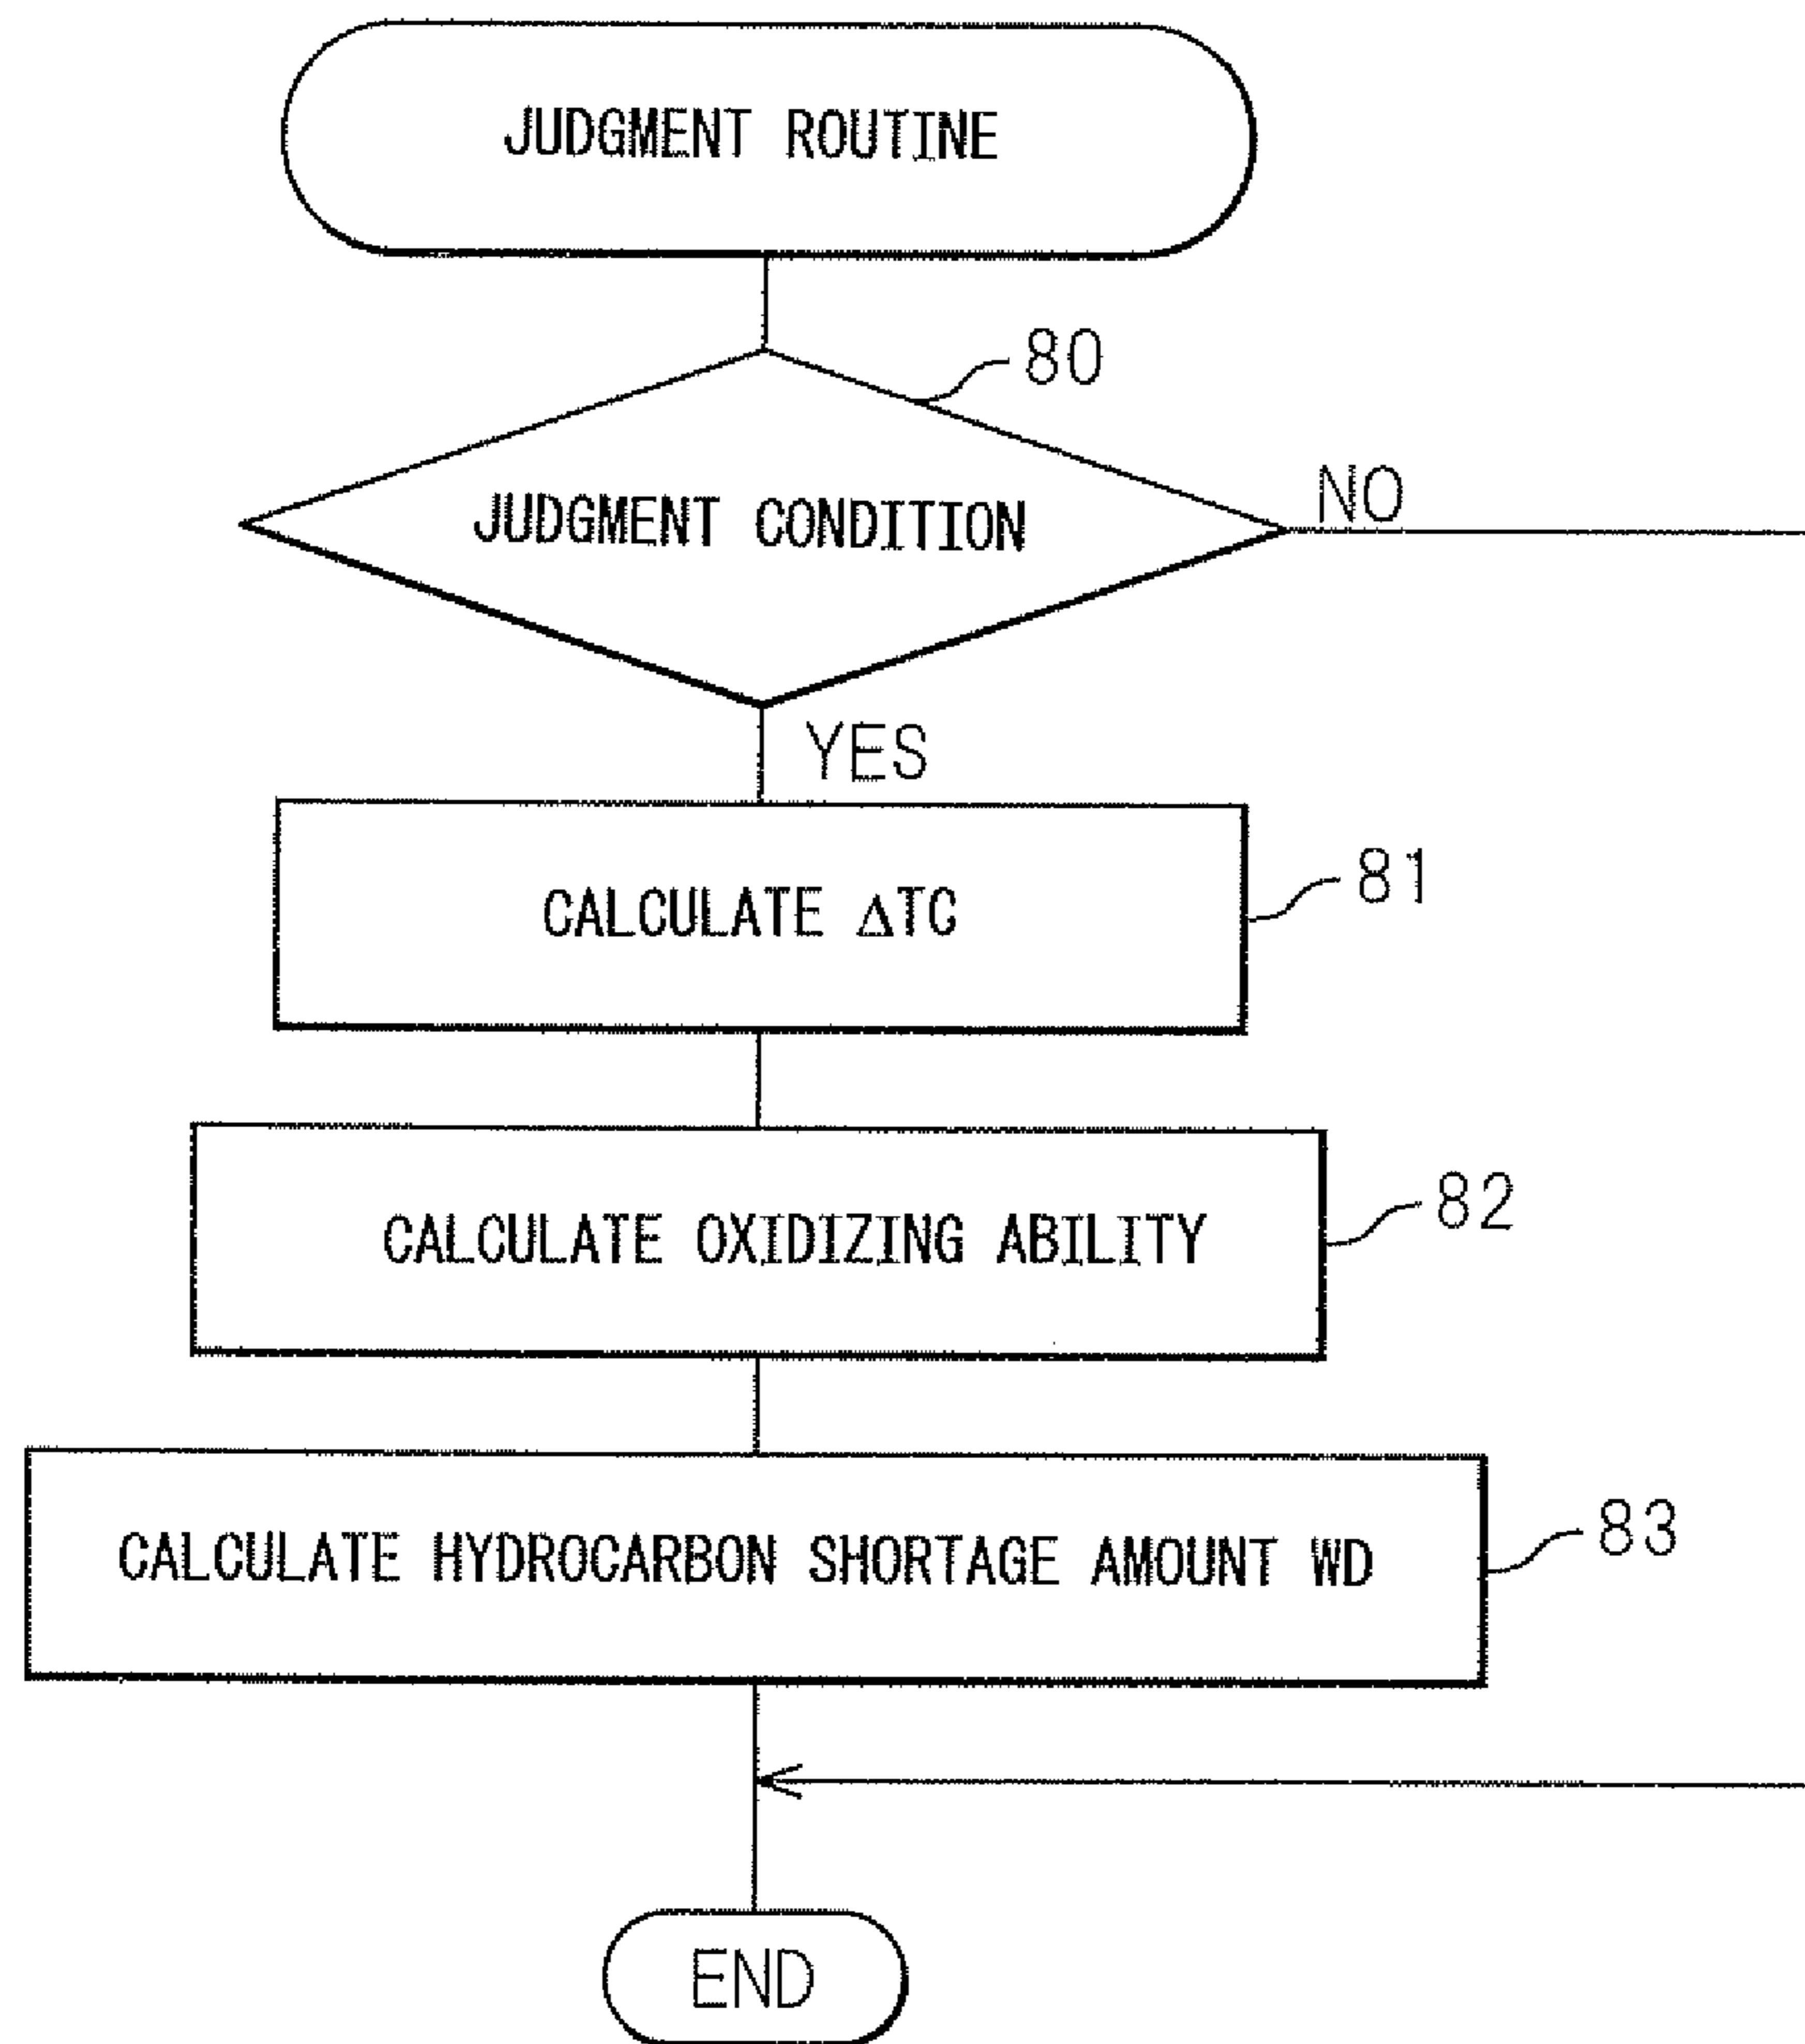 JUDGMENT ROUTINE
80
JUDGMENT CONDITION
NO
YES
CALCULATE ΔTC
81
CALCULATE OXIDIZING ABILITY
82
CALCULATE HYDROCARBON SHORTAGE AMOUNT WD
83
END